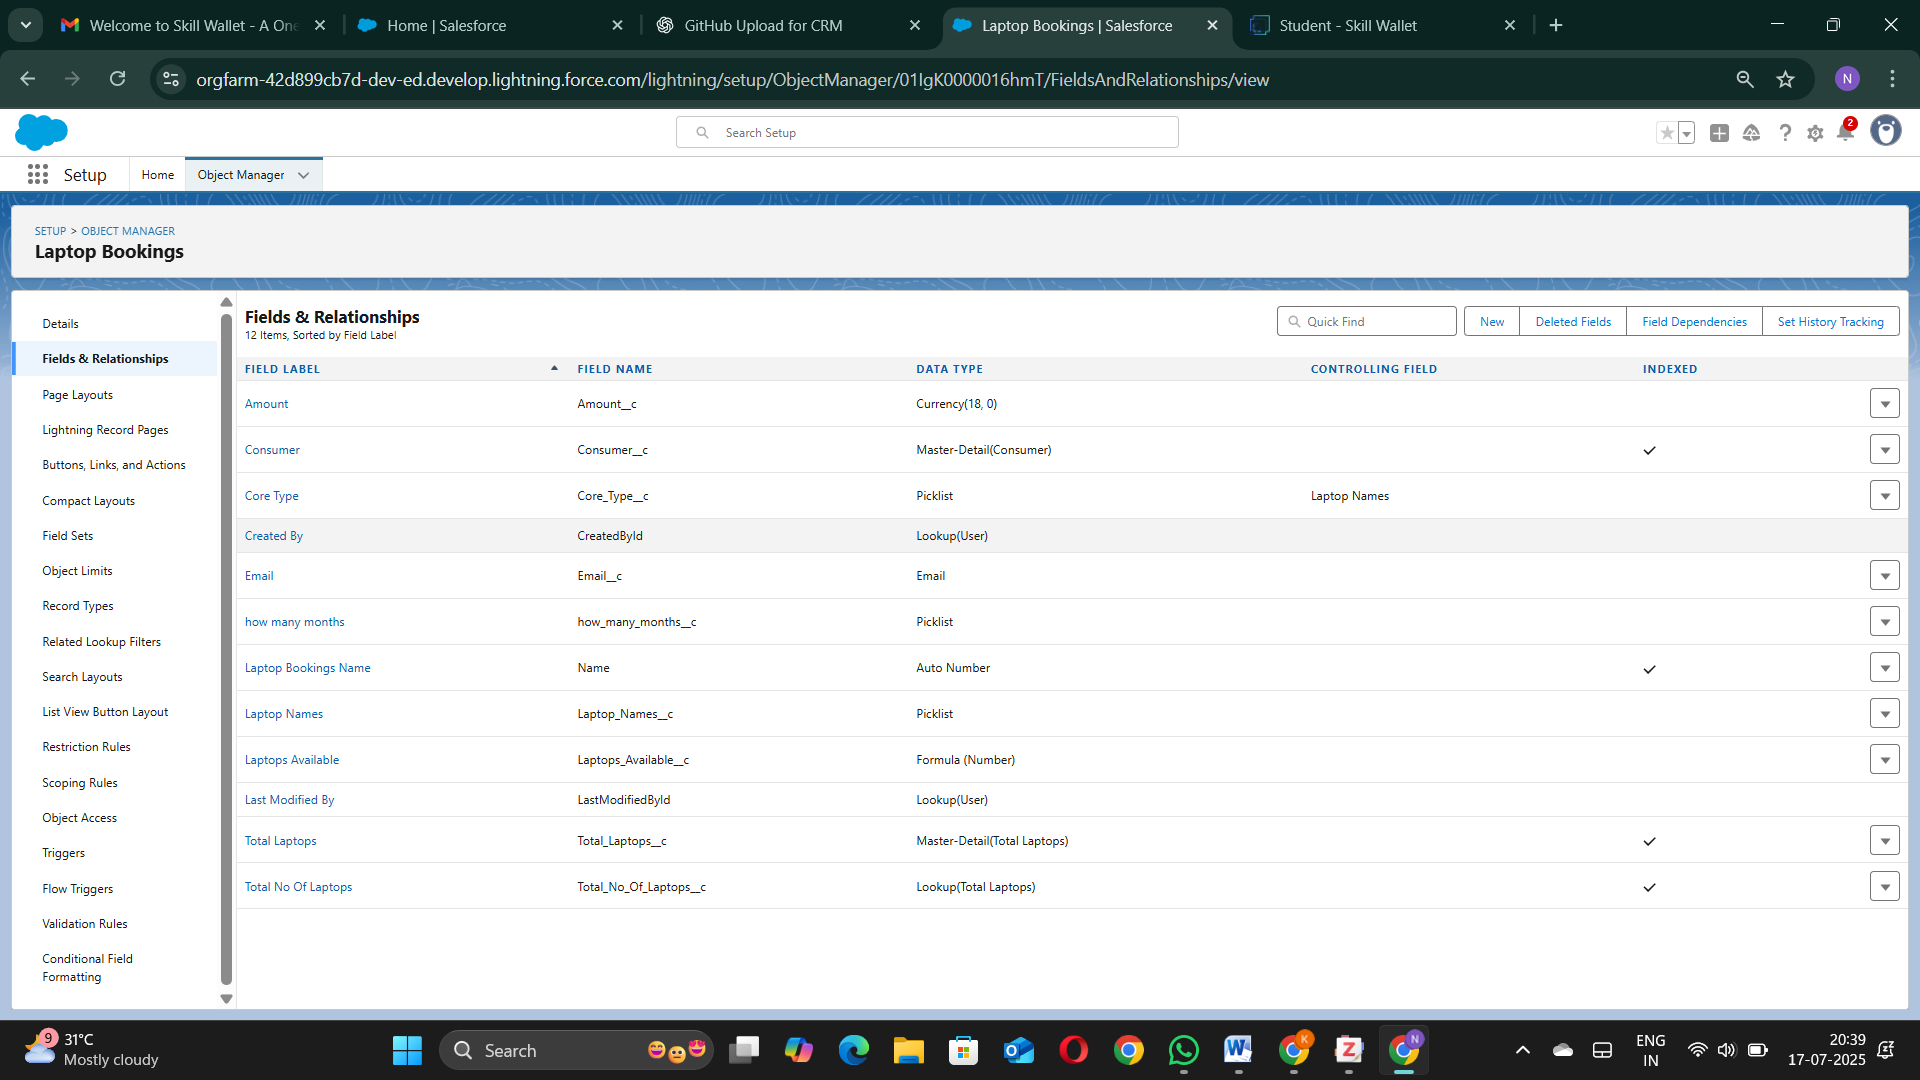 Welcome to Skill Wallet - A One
Home | Salesforce
GitHub Upload for CRM
Laptop Bookings | Salesforce
Student - Skill Wallet
orgfarm-42d899cb7d-dev-ed.develop.lightning.force.com/lightning/setup/ObjectManager/01IgK0000016hmT/FieldsAndRelationships/view
N
Search Setup
2
Setup
Home
Object Manager
SETUP > OBJECT MANAGER
Laptop Bookings
Details
Fields & Relationships
Page Layouts
Lightning Record Pages
Buttons, Links, and Actions
Compact Layouts
Field Sets
Object Limits
Record Types
Related Lookup Filters
Search Layouts
List View Button Layout
Restriction Rules
Scoping Rules
Object Access
Triggers
Flow Triggers
Validation Rules
Conditional Field
Formatting
Fields & Relationships
12 Items, Sorted by Field Label
Quick Find
New
Deleted Fields
Field Dependencies
Set History Tracking
FIELD LABEL FIELD NAME DATA TYPE CONTROLLING FIELD INDEXED
Amount Amount__c Currency(18, 0)
Consumer Consumer__c Master-Detail(Consumer)
Core Type Core_Type__c Picklist Laptop Names
Created By CreatedById Lookup(User)
Email Email__c Email
how many months how_many_months__c Picklist
Laptop Bookings Name Name Auto Number
Laptop Names Laptop_Names__c Picklist
Laptops Available Laptops_Available__c Formula (Number)
Last Modified By LastModifiedById Lookup(User)
Total Laptops Total_Laptops__c Master-Detail(Total Laptops)
Total No Of Laptops Total_No_Of_Laptops__c Lookup(Total Laptops)
9
31°C
Mostly cloudy
Search
W
K
Z
N
ENG
IN
20:39
17-07-2025